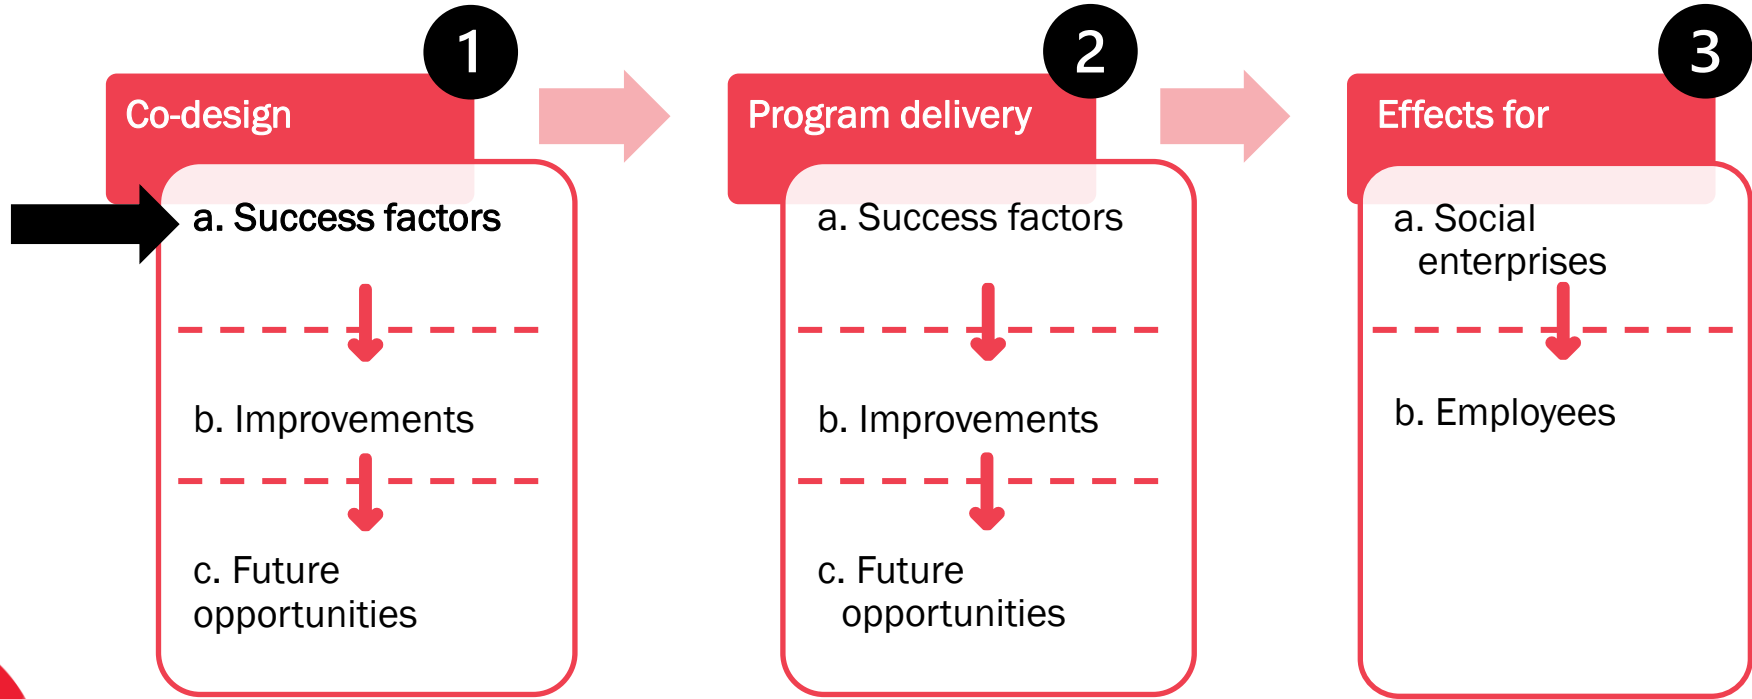 1
Co-design
a. Success factors
b. Improvements
c. Future
opportunities
2
Program delivery
a. Success factors
b. Improvements
c. Future
opportunities
3
Effects for
a. Social
enterprises
b. Employees